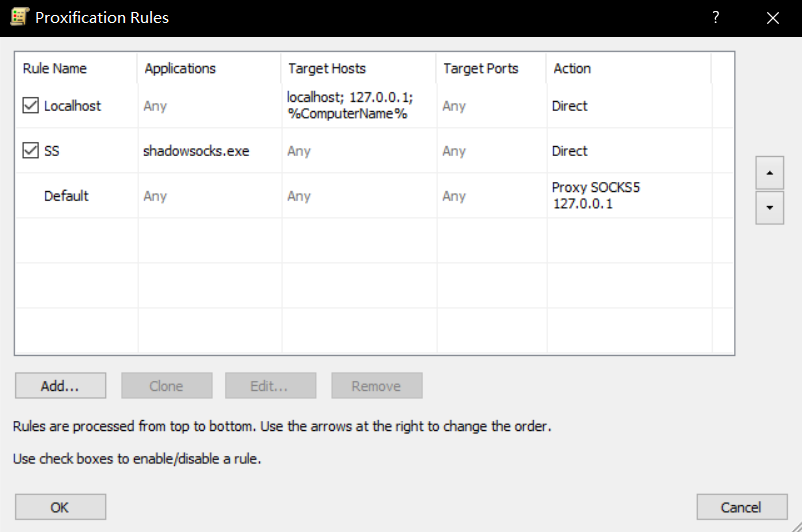 Proxification Rules
?
Rule Name Applications Target Hosts Target Ports Action
Localhost Any localhost; 127.0.0.1; %ComputerName% Any Direct
SS shadowsocks.exe Any Any Direct
Default Any Any Any Proxy SOCKS5 127.0.0.1
Add... Clone Edit... Remove
Rules are processed from top to bottom. Use the arrows at the right to change the order.
Use check boxes to enable/disable a rule.
OK Cancel